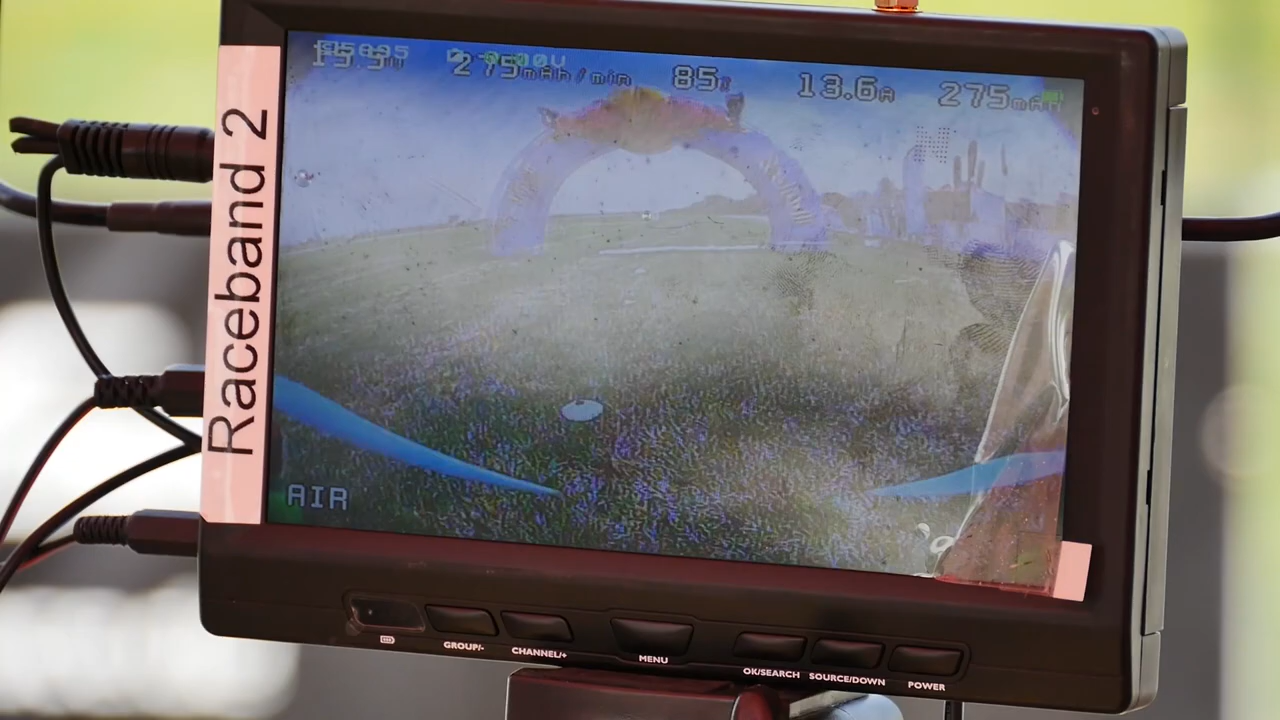 Raceband 2
275mAh/min
85%
13.6A
275mAh
AIR
GROUP/-
CHANNEL/+
MENU
OK/SEARCH
SOURCE/DOWN
POWER